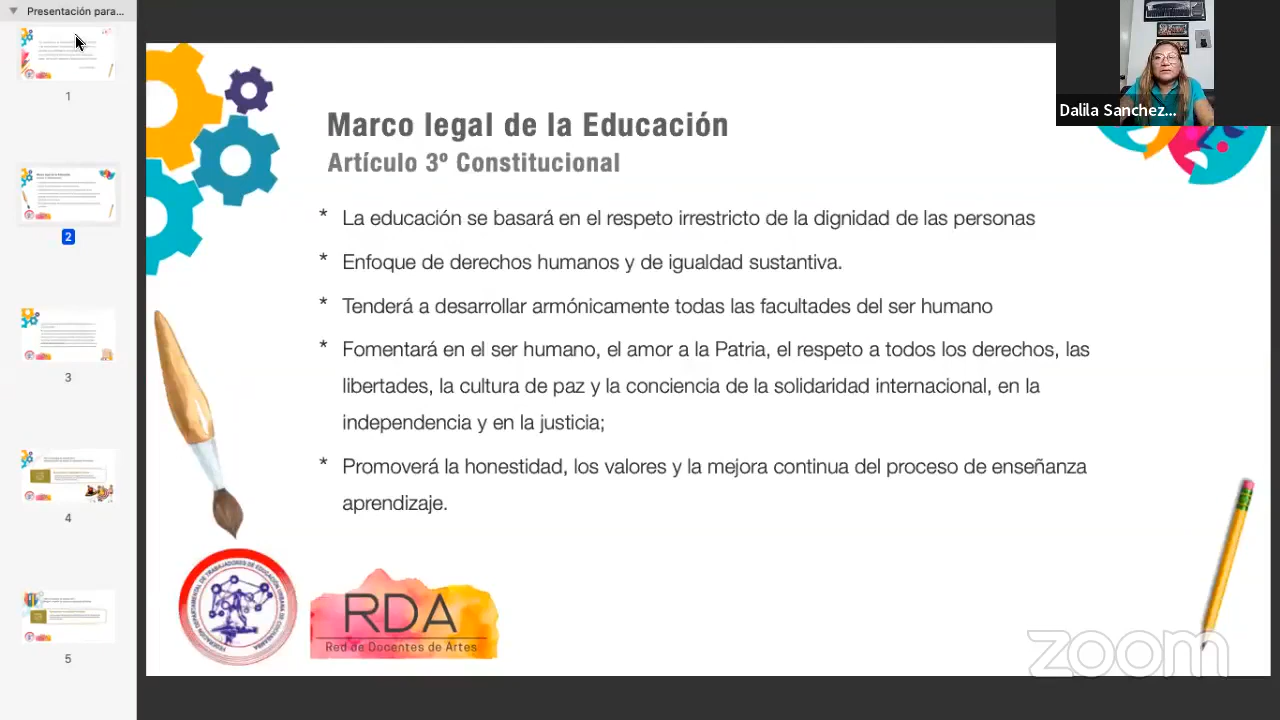 Presentación para...
1
2
3
4
5
Dalila Sanchez...
Marco legal de la Educación
Artículo 3º Constitucional
* La educación se basará en el respeto irrestricto de la dignidad de las personas
* Enfoque de derechos humanos y de igualdad sustantiva.
* Tenderá a desarrollar armónicamente todas las facultades del ser humano
* Fomentará en el ser humano, el amor a la Patria, el respeto a todos los derechos, las
libertades, la cultura de paz y la conciencia de la solidaridad internacional, en la
independencia y en la justicia;
* Promoverá la honestidad, los valores y la mejora continua del proceso de enseñanza
aprendizaje.
RDA
Red de Docentes de Artes
zoom